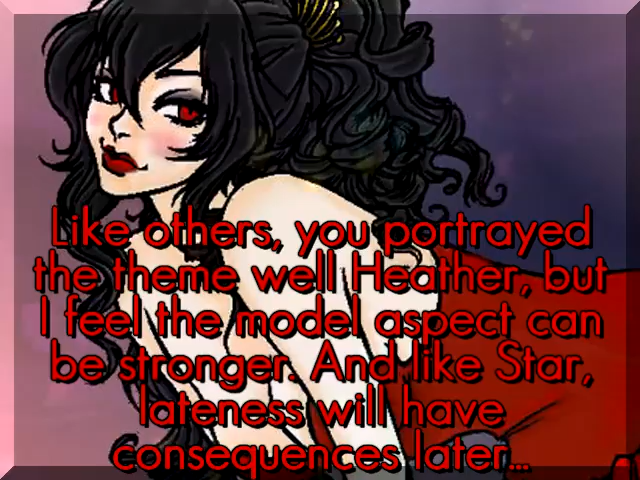 Like others, you portrayed
the theme well Heather, but
I feel the model aspect can
be stronger. And like Star,
lateness will have
consequences later...